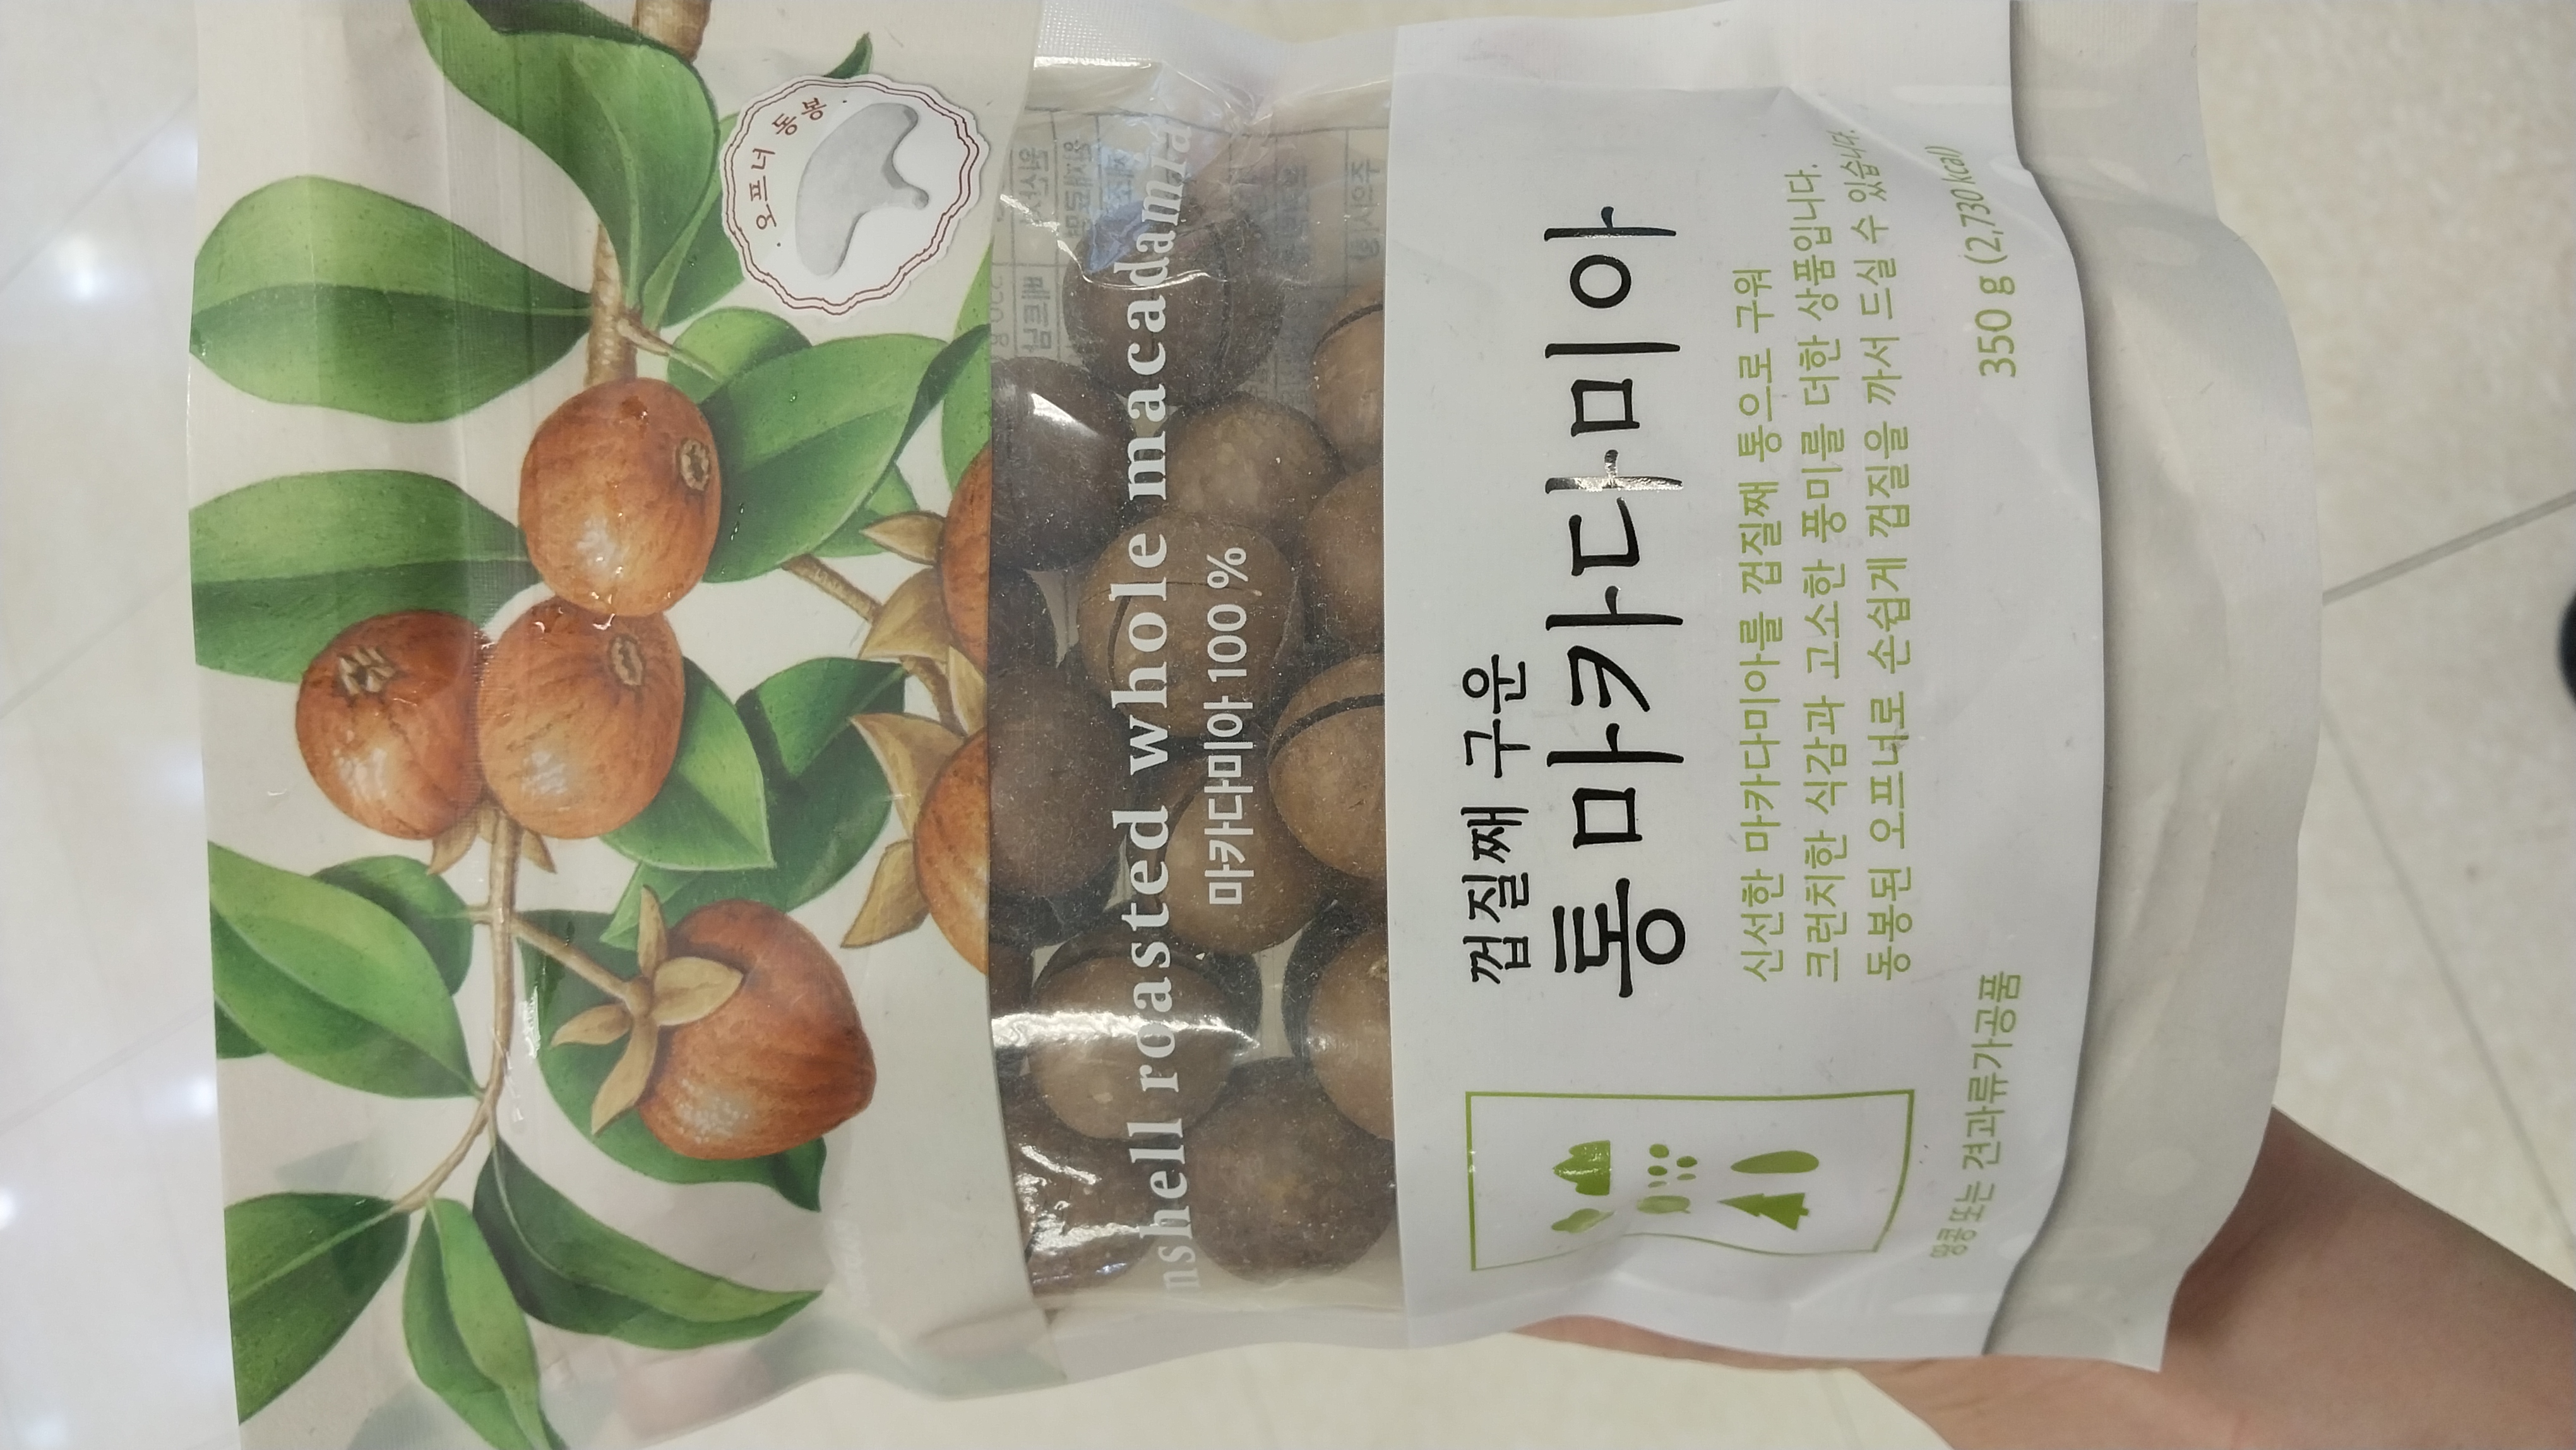 껍질째 구운
통마카다미아
신선한 마카다미아를 껍질째 통으로 구워
크런치한 식감과 고소한 풍미를 더한 상품입니다.
동봉된 오프너로 손쉽게 껍질을 까서 드실 수 있습니다.
땅콩 또는 견과류가공품
350 g (2,730 kcal)
nshell roasted whole macadamia
마카다미아 100 %
· 오프너 동봉 ·